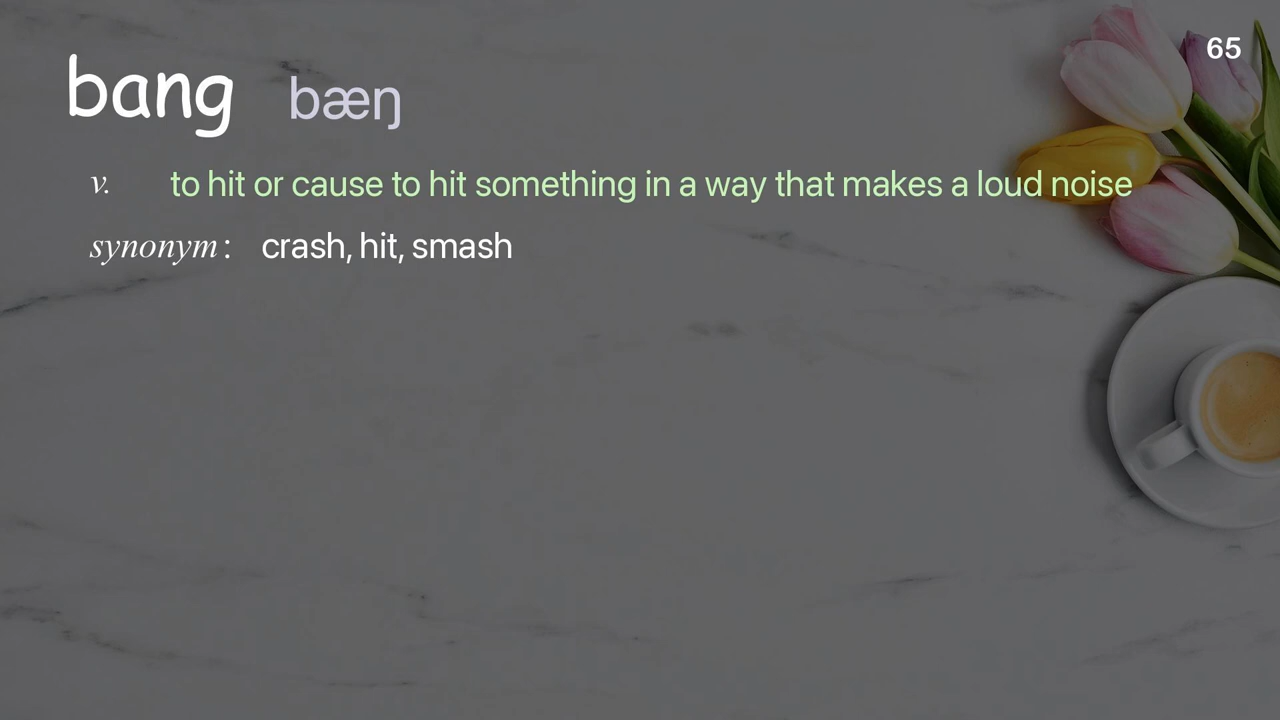 65
bang bæŋ
v. to hit or cause to hit something in a way that makes a loud noise
synonym : crash, hit, smash